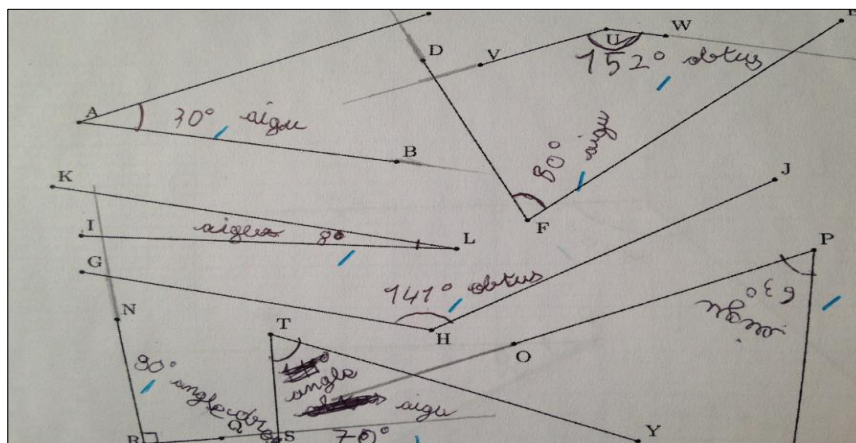 D
V
U
W
152° obtus
A
30° aigu
B
80° aigu
F
K
I
aigu 8°
L
J
G
141° obtus
H
P
63°
aigu
N
T
O
angle
aigu
90° angle droit
R
Q
S
70°
Y